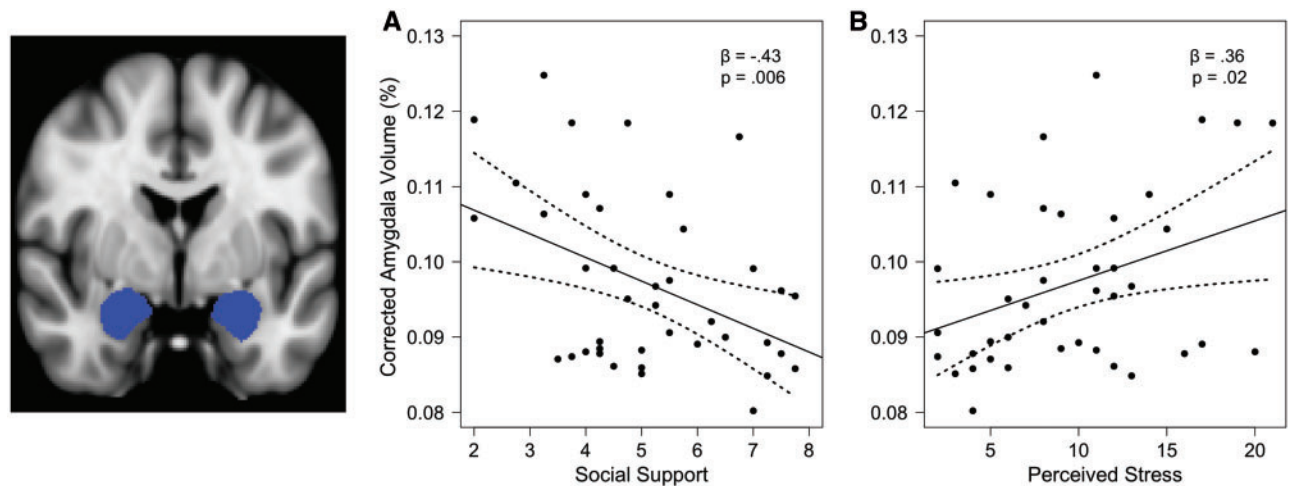 A
Corrected Amygdala Volume (%)
0.13
0.12
0.11
0.10
0.09
0.08
β = -.43
p = .006
2 3 4 5 6 7 8
Social Support
B
0.13
0.12
0.11
0.10
0.09
0.08
β = .36
p = .02
5 10 15 20
Perceived Stress